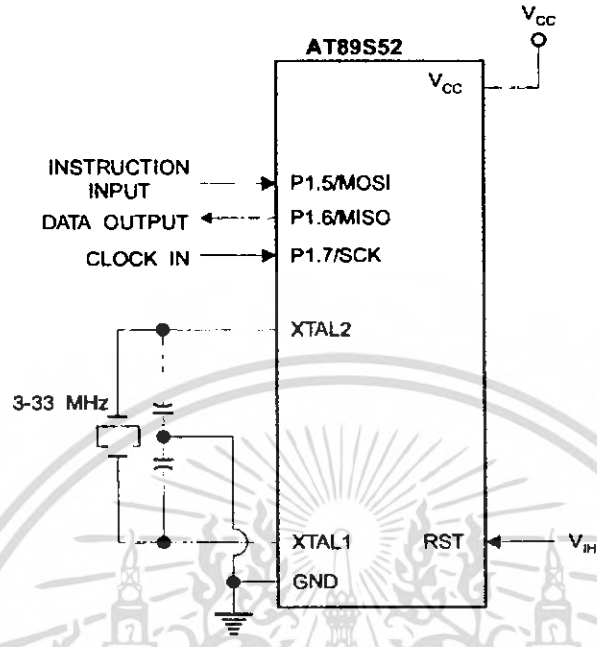 V_CC
AT89S52
V_CC
INSTRUCTION
INPUT
P1.5/MOSI
DATA OUTPUT
P1.6/MISO
CLOCK IN
P1.7/SCK
XTAL2
3-33 MHz
XTAL1
RST
V_IH
GND